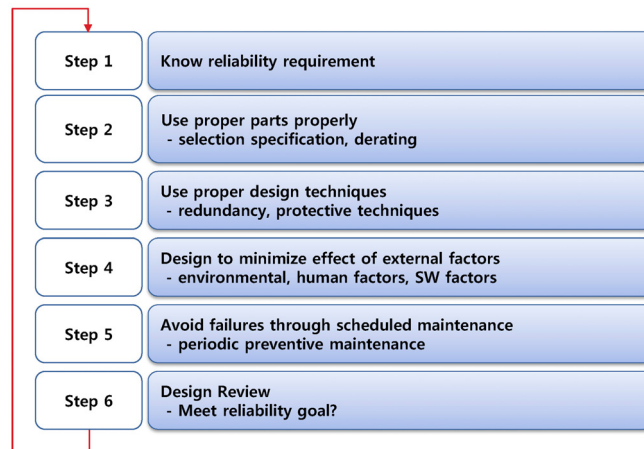 Step 1
Know reliability requirement
Step 2
Use proper parts properly
- selection specification, derating
Step 3
Use proper design techniques
- redundancy, protective techniques
Step 4
Design to minimize effect of external factors
- environmental, human factors, SW factors
Step 5
Avoid failures through scheduled maintenance
- periodic preventive maintenance
Step 6
Design Review
- Meet reliability goal?